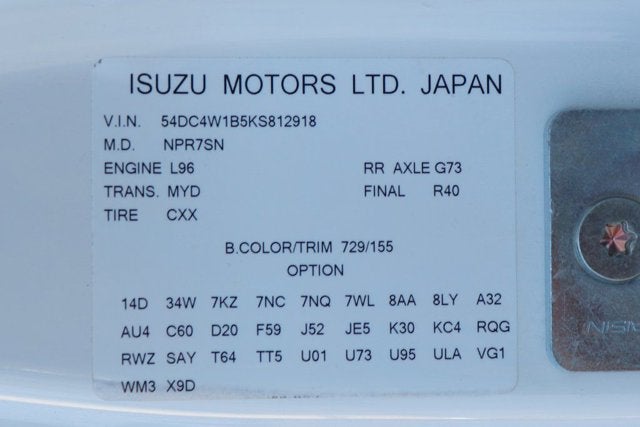 ISUZU MOTORS LTD. JAPAN
V.I.N. 54DC4W1B5KS812918
M.D. NPR7SN
ENGINE L96 RR AXLE G73
TRANS. MYD FINAL R40
TIRE CXX
B.COLOR/TRIM 729/155
OPTION
14D 34W 7KZ 7NC 7NQ 7WL 8AA 8LY A32
AU4 C60 D20 F59 J52 JE5 K30 KC4 RQG
RWZ SAY T64 TT5 U01 U73 U95 ULA VG1
WM3 X9D